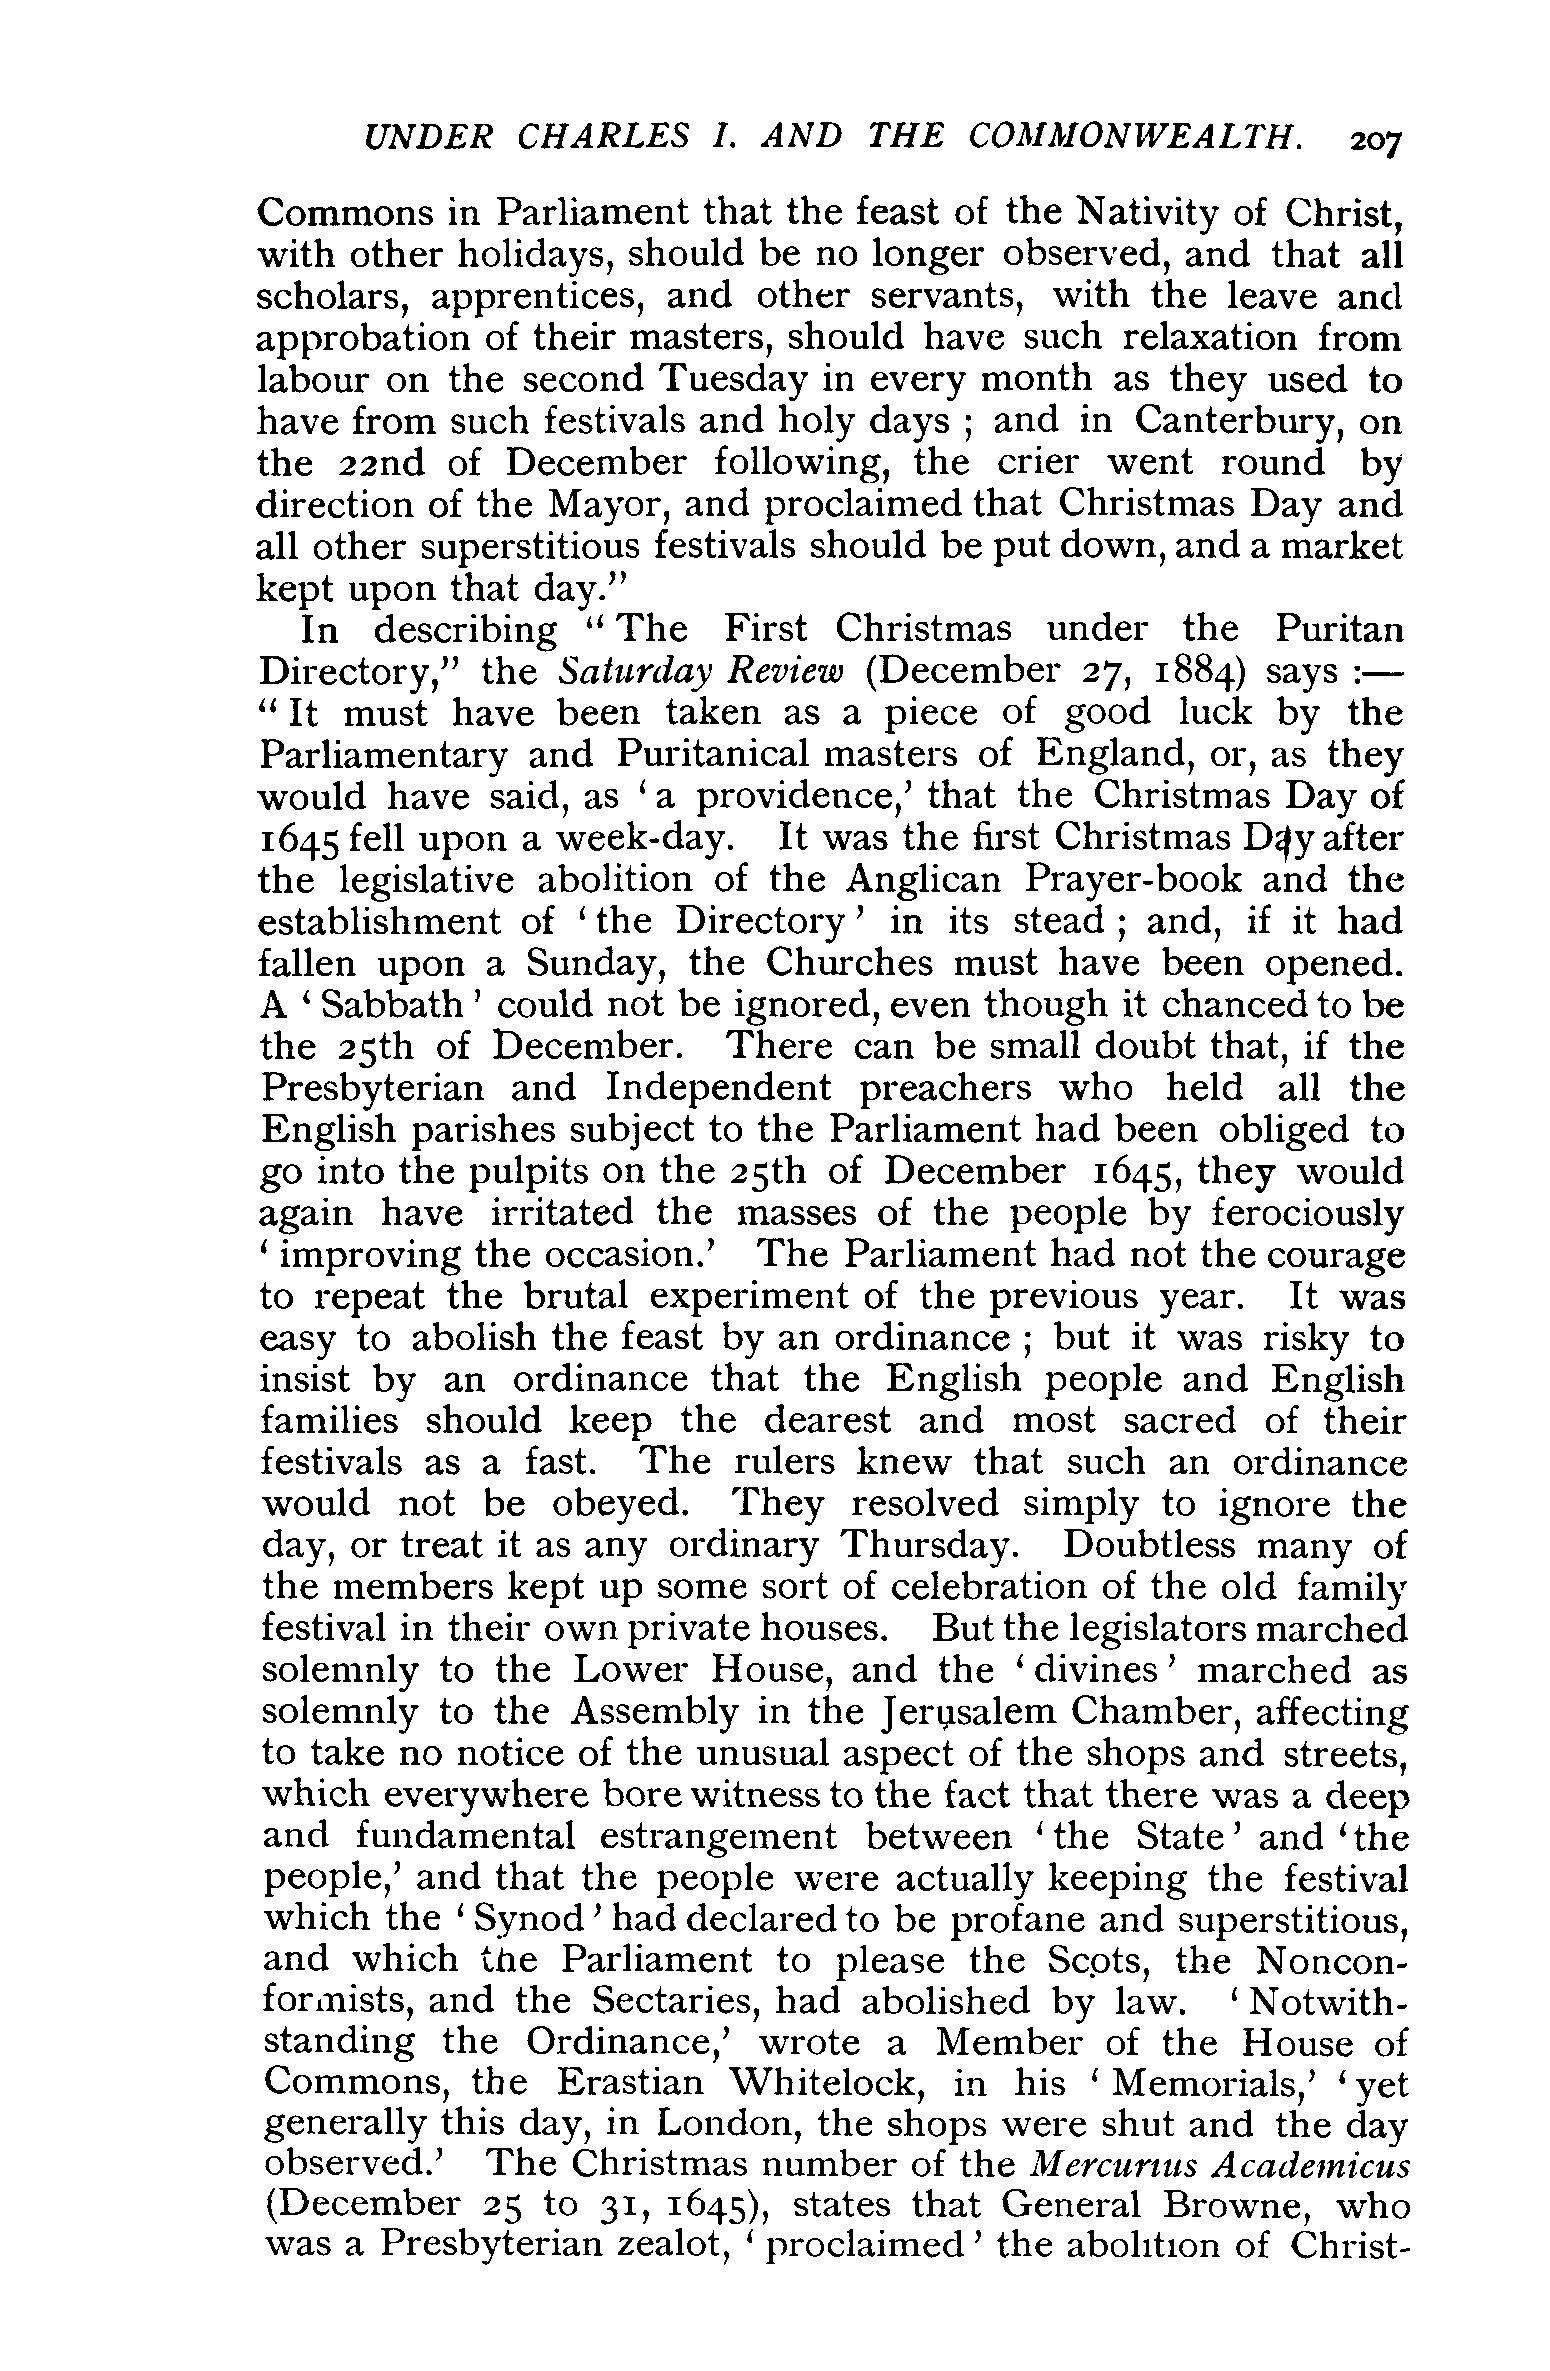 UNDER CHARLES I. AND THE COMMONWEALTH. 207
Commons in Parliament that the feast of the Nativity of Christ,
with other holidays, should be no longer observed, and that all
scholars, apprentices, and other servants, with the leave and
approbation of their masters, should have such relaxation from
labour on the second Tuesday in every month as they used to
have from such festivals and holy days ; and in Canterbury, on
the 22nd of December following, the crier went round by
direction of the Mayor, and proclaimed that Christmas Day and
all other superstitious festivals should be put down, and a market
kept upon that day.”
In describing “ The First Christmas under the Puritan
Directory,” the Saturday Review (December 27, 1884) says :—
“ It must have been taken as a piece of good luck by the
Parliamentary and Puritanical masters of England, or, as they
would have said, as ‘ a providence,’ that the Christmas Day of
1645 fell upon a week-day. It was the first Christmas Day after
the legislative abolition of the Anglican Prayer-book and the
establishment of ‘ the Directory ’ in its stead ; and, if it had
fallen upon a Sunday, the Churches must have been opened.
A ‘ Sabbath ’ could not be ignored, even though it chanced to be
the 25th of December. There can be small doubt that, if the
Presbyterian and Independent preachers who held all the
English parishes subject to the Parliament had been obliged to
go into the pulpits on the 25th of December 1645, they would
again have irritated the masses of the people by ferociously
‘ improving the occasion.’ The Parliament had not the courage
to repeat the brutal experiment of the previous year. It was
easy to abolish the feast by an ordinance ; but it was risky to
insist by an ordinance that the English people and English
families should keep the dearest and most sacred of their
festivals as a fast. The rulers knew that such an ordinance
would not be obeyed. They resolved simply to ignore the
day, or treat it as any ordinary Thursday. Doubtless many of
the members kept up some sort of celebration of the old family
festival in their own private houses. But the legislators marched
solemnly to the Lower House, and the ‘ divines ’ marched as
solemnly to the Assembly in the Jerusalem Chamber, affecting
to take no notice of the unusual aspect of the shops and streets,
which everywhere bore witness to the fact that there was a deep
and fundamental estrangement between ‘ the State ’ and ‘ the
people,’ and that the people were actually keeping the festival
which the ‘ Synod ’ had declared to be profane and superstitious,
and which the Parliament to please the Scots, the Noncon-
formists, and the Sectaries, had abolished by law. ‘ Notwith-
standing the Ordinance,’ wrote a Member of the House of
Commons, the Erastian Whitelock, in his ‘ Memorials,’ ‘ yet
generally this day, in London, the shops were shut and the day
observed.’ The Christmas number of the Mercurius Academicus
(December 25 to 31, 1645), states that General Browne, who
was a Presbyterian zealot, ‘ proclaimed ’ the abolition of Christ-